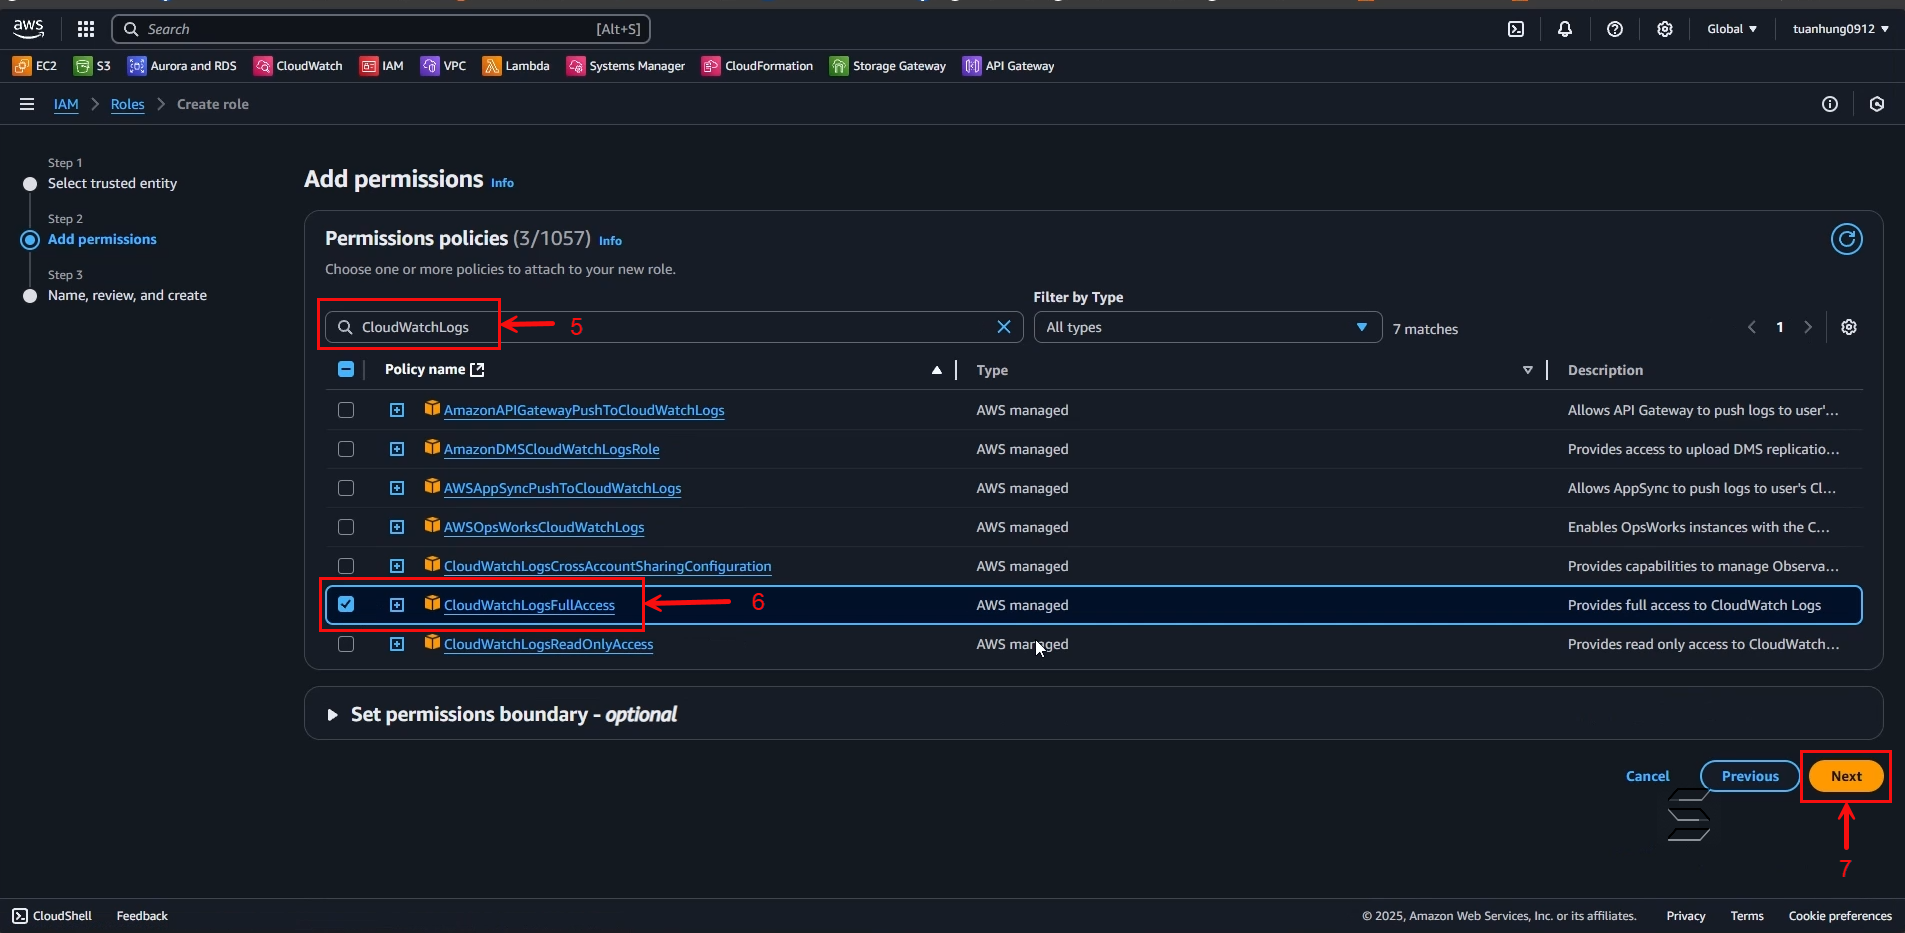 aws
Search [Alt+S] Global tuanhung0912
EC2 S3 Aurora and RDS CloudWatch IAM VPC Lambda Systems Manager CloudFormation Storage Gateway API Gateway
IAM Roles Create role
Step 1
Select trusted entity
Step 2
Add permissions
Step 3
Name, review, and create
Add permissions Info
Permissions policies (3/1057) Info
Choose one or more policies to attach to your new role.
Filter by Type
CloudWatchLogs 5 All types 7 matches 1
Policy name Type Description
AmazonAPIGatewayPushToCloudWatchLogs AWS managed Allows API Gateway to push logs to user'...
AmazonDMSCloudWatchLogsRole AWS managed Provides access to upload DMS replicatio...
AWSAppSyncPushToCloudWatchLogs AWS managed Allows AppSync to push logs to user's Cl...
AWSOpsWorksCloudWatchLogs AWS managed Enables OpsWorks instances with the C...
CloudWatchLogsCrossAccountSharingConfiguration AWS managed Provides capabilities to manage Observa...
CloudWatchLogsFullAccess 6 AWS managed Provides full access to CloudWatch Logs
CloudWatchLogsReadOnlyAccess AWS managed Provides read only access to CloudWatch...
Set permissions boundary - optional
Cancel Previous Next
7
CloudShell Feedback © 2025, Amazon Web Services, Inc. or its affiliates. Privacy Terms Cookie preferences